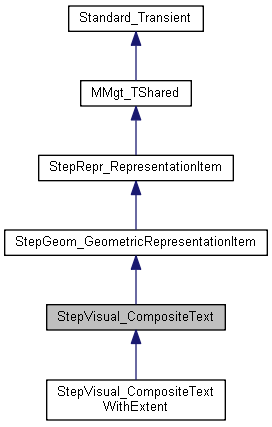 Standard_Transient
MMgt_TShared
StepRepr_RepresentationItem
StepGeom_GeometricRepresentationItem
StepVisual_CompositeText
StepVisual_CompositeText
WithExtent